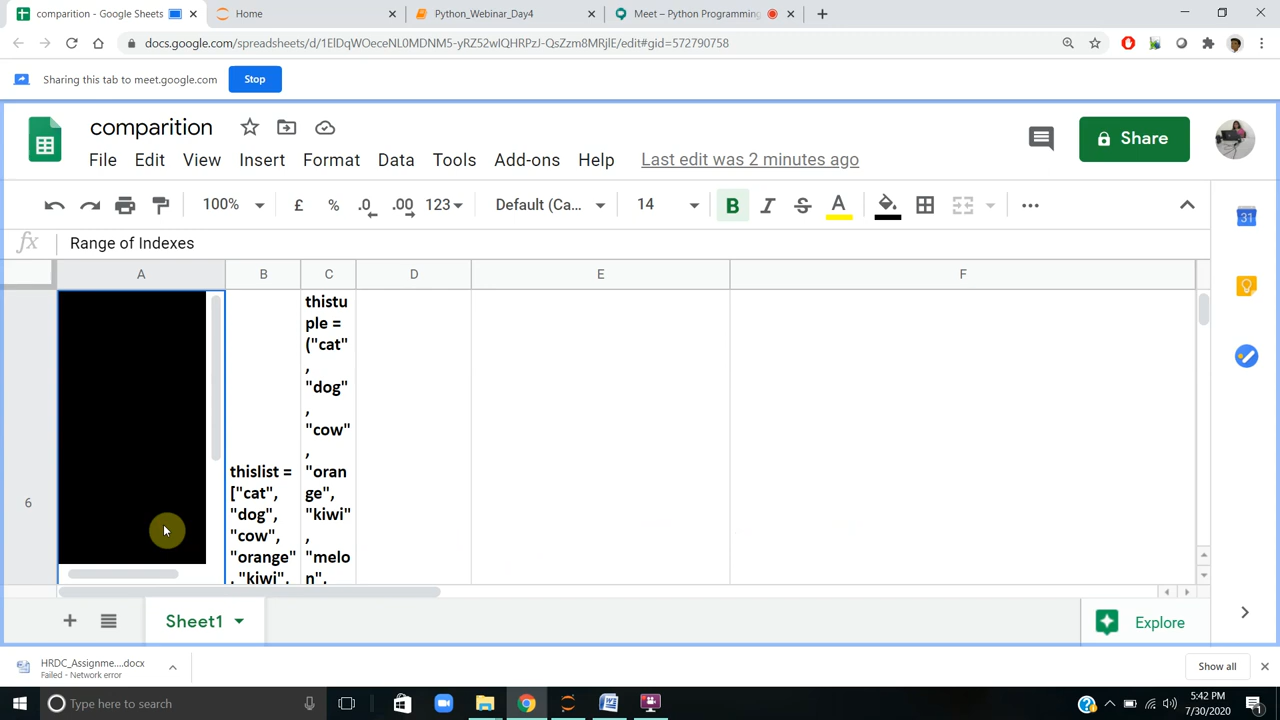 comparition - Google Sheets
Home
Python_Webinar_Day4
Meet – Python Programming
docs.google.com/spreadsheets/d/1ElDqWOeceNL0MDNM5-yRZ52wIQHRPzJ-QsZzm8MRjlE/edit#gid=572790758
Sharing this tab to meet.google.com
Stop
comparition
Share
File Edit View Insert Format Data Tools Add-ons Help Last edit was 2 minutes ago
100% £ % .0 .00 123 Default (Ca... 14 B I S A
fx Range of Indexes
A B C D E F
6
thislist =
["cat",
"dog",
"cow",
"orange"
, "kiwi",
thistu
ple =
("cat"
,
"dog"
,
"cow"
,
"oran
ge",
"kiwi"
,
"melo
n",
31
Sheet1
Explore
HRDC_Assignme....docx
Failed - Network error
Show all
Type here to search
5:42 PM
7/30/2020
1